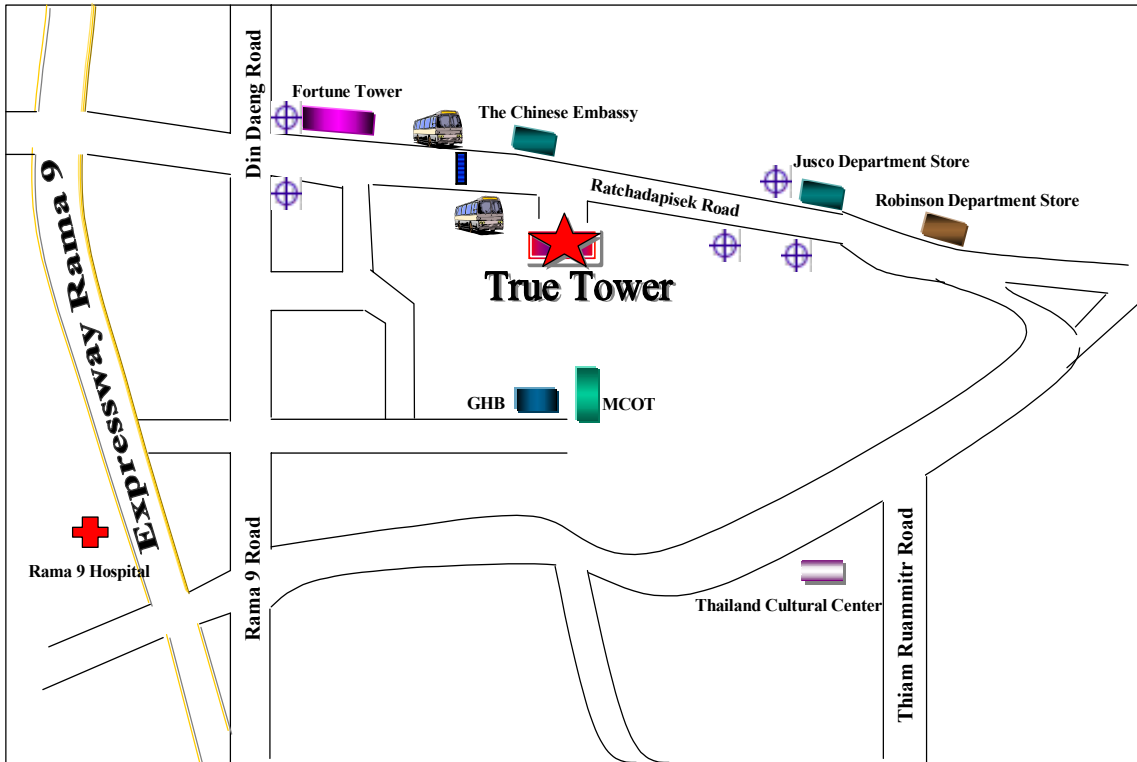 Din Daeng Road
Fortune Tower
The Chinese Embassy
Jusco Department Store
Robinson Department Store
Ratchadapisek Road
Expressway Rama 9
True Tower
GHB
MCOT
Rama 9 Hospital
Rama 9 Road
Thailand Cultural Center
Thiam Ruammitr Road